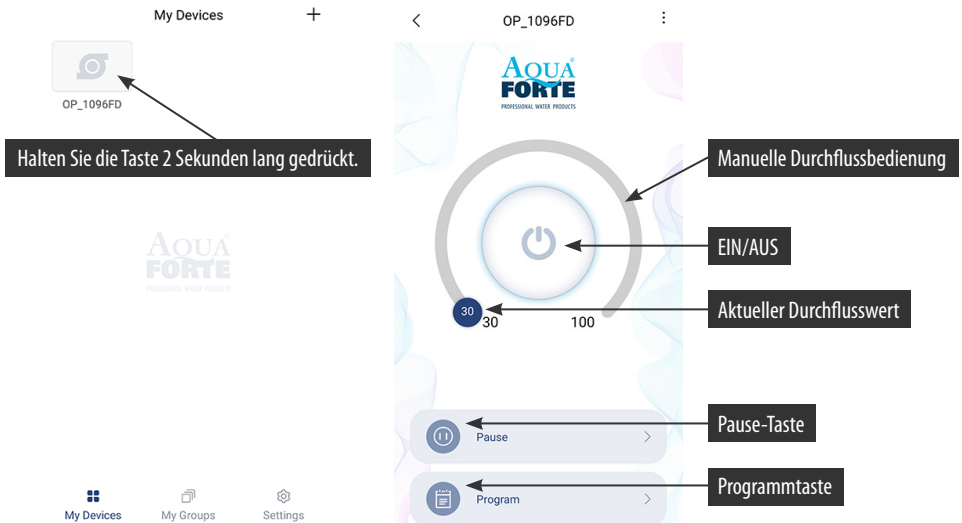 My Devices
OP_1096FD
Halten Sie die Taste 2 Sekunden lang gedrückt.
AQUA
FORTE
PROFESSIONAL WATER PRODUCTS
My Devices
My Groups
Settings
OP_1096FD
AQUA
FORTE
PROFESSIONAL WATER PRODUCTS
Manuelle Durchflussbedienung
EIN/AUS
30
Aktueller Durchflusswert
30 100
Pause
Pause-Taste
Program
Programmtaste